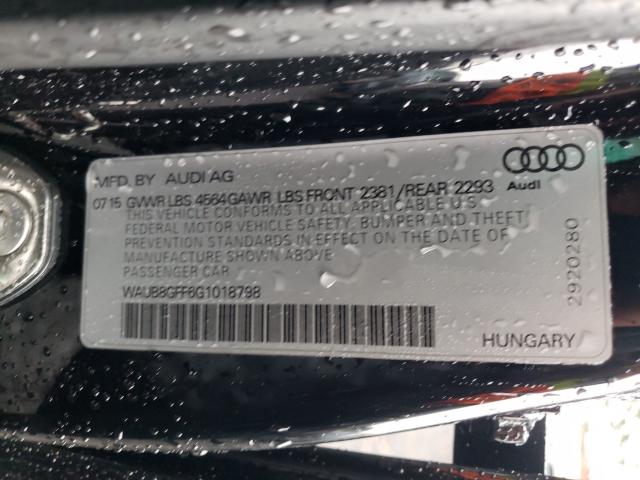 MFD. BY AUDI AG
0715 GVWR LBS 4564GAWR LBS FRONT 2381/REAR 2293
Audi
THIS VEHICLE CONFORMS TO ALL APPLICABLE U.S.
FEDERAL MOTOR VEHICLE SAFETY, BUMPER AND THEFT
PREVENTION STANDARDS IN EFFECT ON THE DATE OF
MANUFACTURE SHOWN ABOVE
PASSENGER CAR
WAUB8GFF6G1018798
HUNGARY
2920280